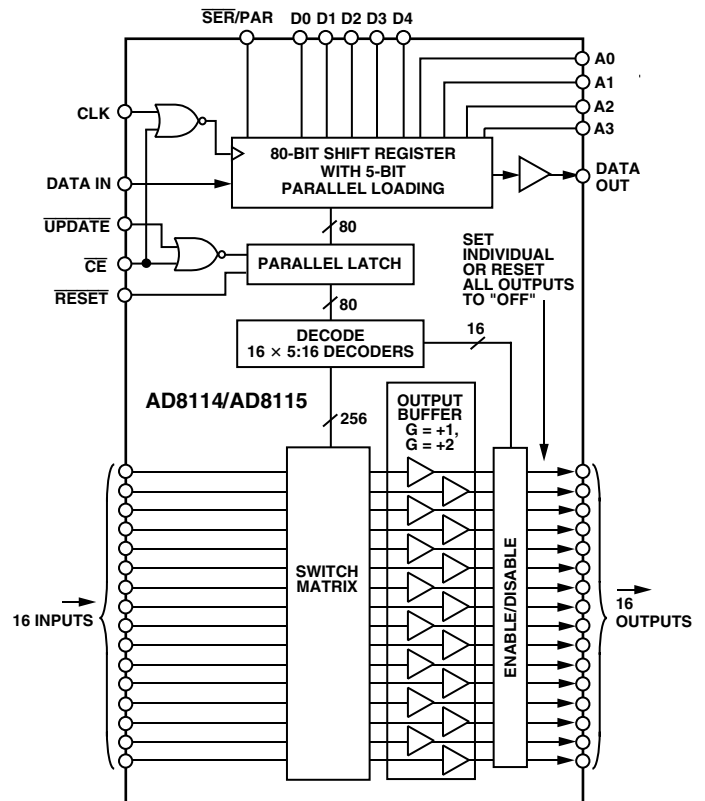 SER/PAR D0 D1 D2 D3 D4
A0
A1
A2
A3
CLK
80-BIT SHIFT REGISTER
WITH 5-BIT
PARALLEL LOADING
DATA IN
DATA
OUT
UPDATE
80
CE
PARALLEL LATCH
RESET
SET
INDIVIDUAL
OR RESET
ALL OUTPUTS
TO "OFF"
80
DECODE
16 × 5:16 DECODERS
16
AD8114/AD8115
256
OUTPUT
BUFFER
G = +1,
G = +2
SWITCH
MATRIX
ENABLE/DISABLE
16 INPUTS
16
OUTPUTS